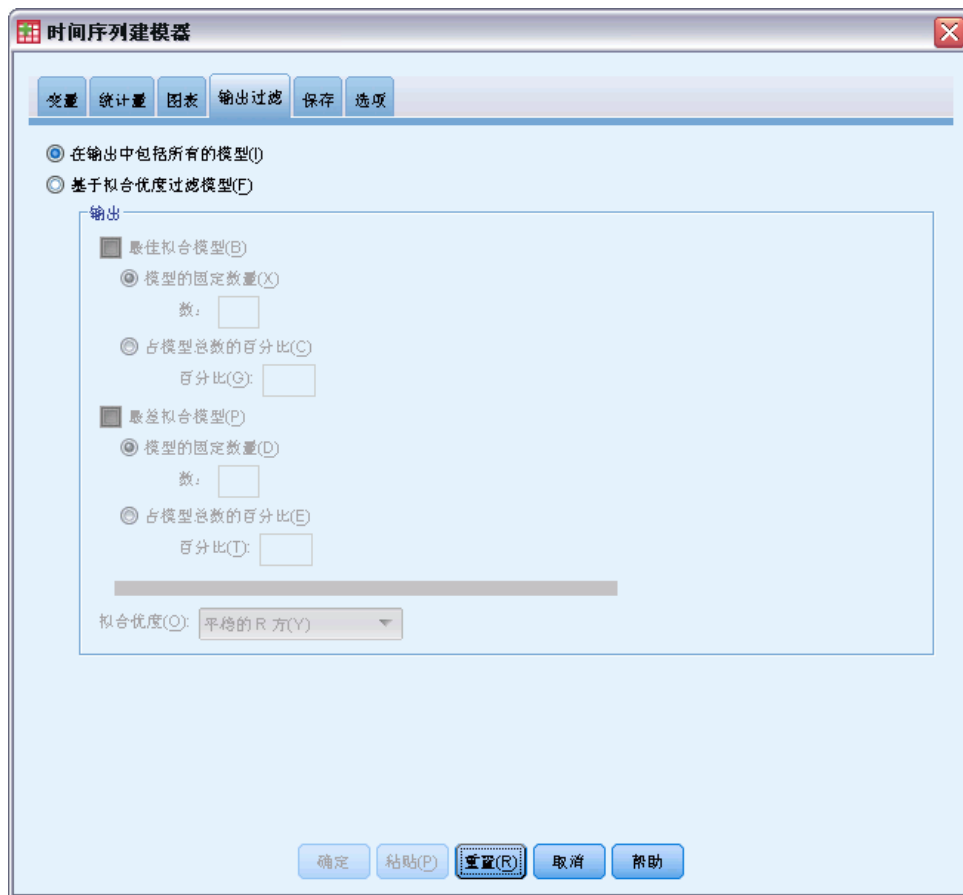 时间序列建模器
变量 统计量 图表 输出过滤 保存 选项
在输出中包括所有的模型(I)
基于拟合优度过滤模型(F)
输出
最佳拟合模型(B)
模型的固定数量(X)
数:
占模型总数的百分比(C)
百分比(G):
最差拟合模型(P)
模型的固定数量(D)
数:
占模型总数的百分比(E)
百分比(T):
拟合优度(O): 平稳的 R 方(Y)
确定 粘贴(P) 重置(R) 取消 帮助